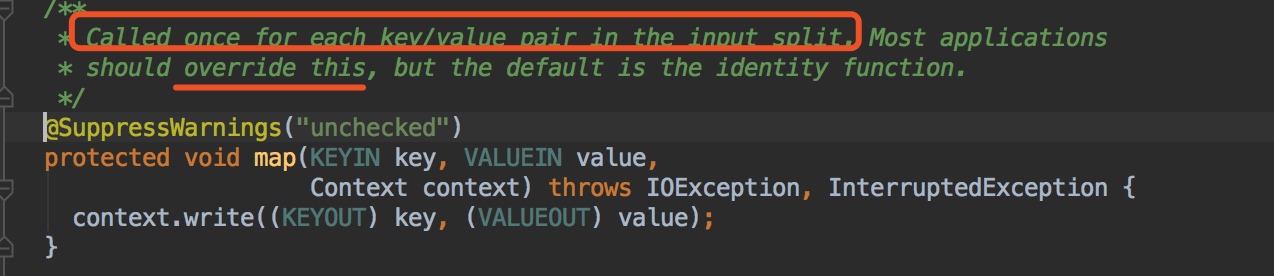 /**
* Called once for each key/value pair in the input split. Most applications
* should override this, but the default is the identity function.
*/
@SuppressWarnings("unchecked")
protected void map(KEYIN key, VALUEIN value,
Context context) throws IOException, InterruptedException {
context.write((KEYOUT) key, (VALUEOUT) value);
}